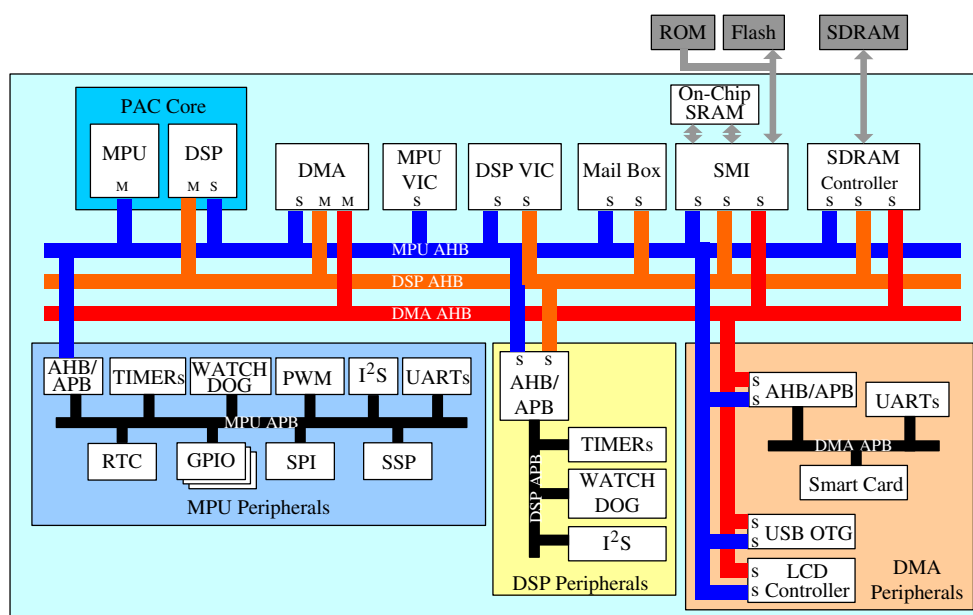 ROM
Flash
SDRAM
PAC Core
On-Chip
SRAM
MPU
DSP
DMA
MPU
VIC
DSP VIC
Mail Box
SMI
SDRAM
Controller
M
M S
S M M
S
S S
S S
S S S
S S S
MPU AHB
DSP AHB
DMA AHB
AHB/
APB
TIMERs
WATCH
DOG
PWM
I²S
UARTs
MPU APB
RTC
GPIO
SPI
SSP
MPU Peripherals
S S
AHB/
APB
DSP APB
TIMERs
WATCH
DOG
I²S
DSP Peripherals
S
S
AHB/APB
UARTs
DMA APB
Smart Card
S
S
USB OTG
S
S
LCD
Controller
DMA
Peripherals